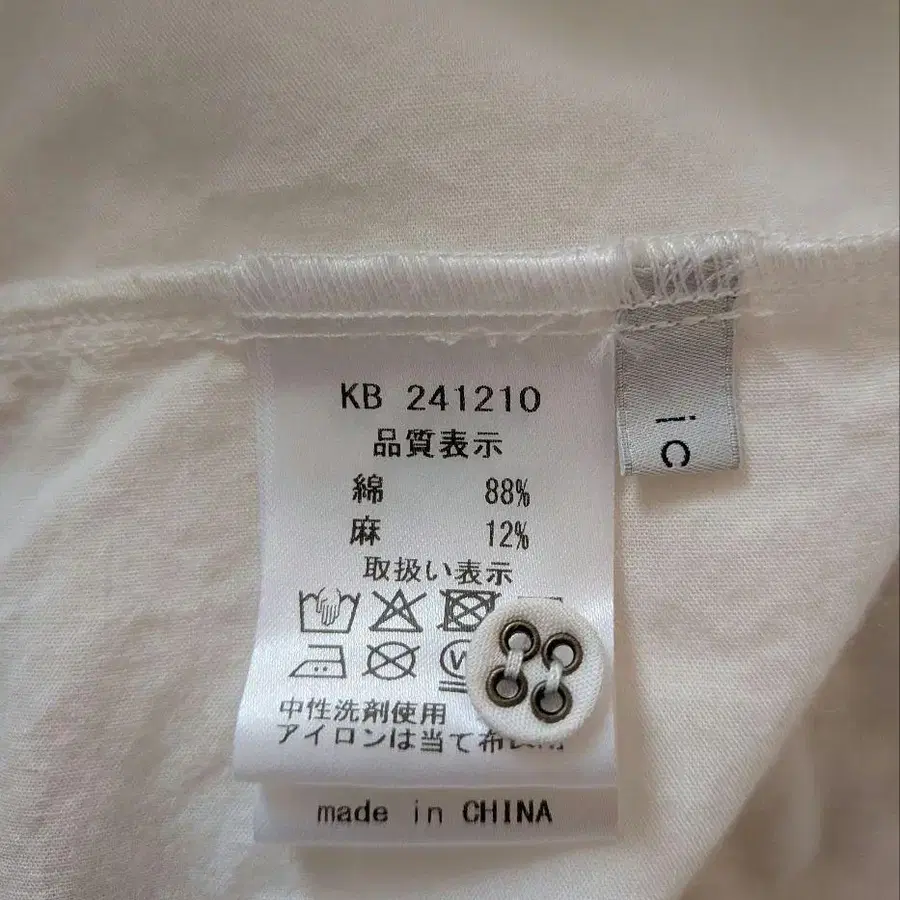 KB 241210
品質表示
綿 88%
麻 12%
取扱い表示
W
中性洗剤使用
アイロンは当て布
made in CHINA
ic